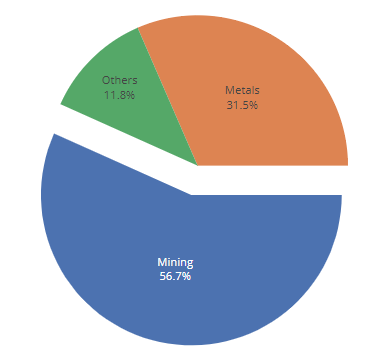 Metals
31.5%
Others
11.8%
Mining
56.7%